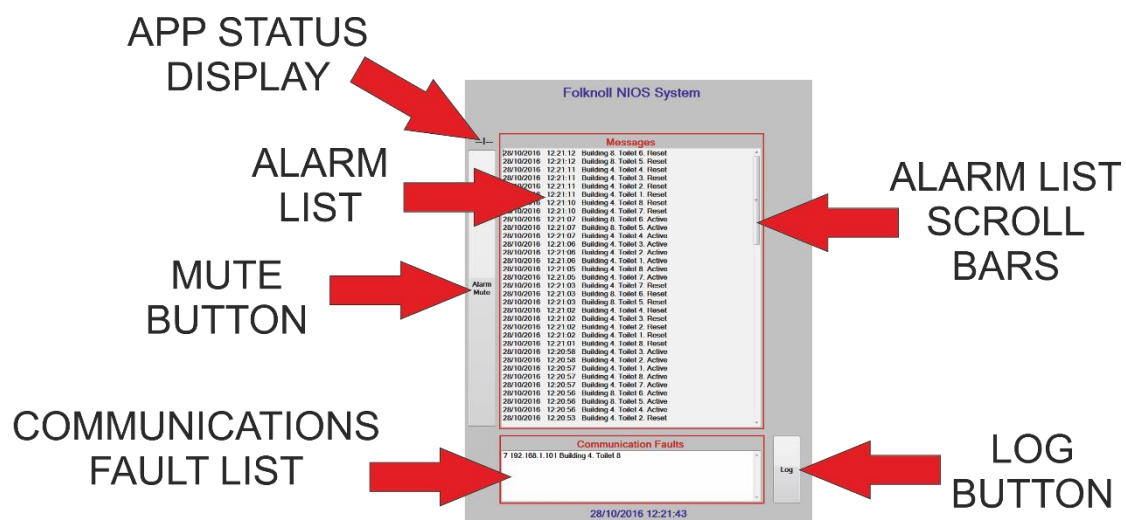 APP STATUS
DISPLAY
ALARM
LIST
MUTE
BUTTON
COMMUNICATIONS
FAULT LIST
ALARM LIST
SCROLL
BARS
LOG
BUTTON
Folknoll NIOS System
Messages
28/10/2016 12:21:12 Building 8. Toilet 6. Reset
28/10/2016 12:21:12 Building 8. Toilet 5. Reset
28/10/2016 12:21:11 Building 4. Toilet 4. Reset
28/10/2016 12:21:11 Building 4. Toilet 3. Reset
28/10/2016 12:21:11 Building 4. Toilet 2. Reset
28/10/2016 12:21:11 Building 4. Toilet 1. Reset
28/10/2016 12:21:10 Building 4. Toilet 8. Reset
28/10/2016 12:21:10 Building 4. Toilet 7. Reset
28/10/2016 12:21:07 Building 8. Toilet 6. Active
28/10/2016 12:21:07 Building 8. Toilet 5. Active
28/10/2016 12:21:07 Building 4. Toilet 4. Active
28/10/2016 12:21:06 Building 4. Toilet 3. Active
28/10/2016 12:21:06 Building 4. Toilet 2. Active
28/10/2016 12:21:06 Building 4. Toilet 1. Active
28/10/2016 12:21:05 Building 4. Toilet 8. Active
28/10/2016 12:21:05 Building 4. Toilet 7. Active
28/10/2016 12:21:03 Building 4. Toilet 7. Reset
28/10/2016 12:21:03 Building 8. Toilet 6. Reset
28/10/2016 12:21:03 Building 8. Toilet 5. Reset
28/10/2016 12:21:02 Building 4. Toilet 4. Reset
28/10/2016 12:21:02 Building 4. Toilet 3. Reset
28/10/2016 12:21:02 Building 4. Toilet 2. Reset
28/10/2016 12:21:02 Building 4. Toilet 1. Reset
28/10/2016 12:21:01 Building 4. Toilet 8. Reset
28/10/2016 12:20:58 Building 4. Toilet 3. Active
28/10/2016 12:20:58 Building 4. Toilet 2. Active
28/10/2016 12:20:57 Building 4. Toilet 1. Active
28/10/2016 12:20:57 Building 4. Toilet 8. Active
28/10/2016 12:20:57 Building 4. Toilet 7. Active
28/10/2016 12:20:56 Building 8. Toilet 6. Active
28/10/2016 12:20:56 Building 8. Toilet 5. Active
28/10/2016 12:20:56 Building 4. Toilet 4. Active
28/10/2016 12:20:53 Building 4. Toilet 2. Reset
Alarm
Mute
Communication Faults
7 192.168.1.101 Building 4. Toilet 8
Log
28/10/2016 12:21:43